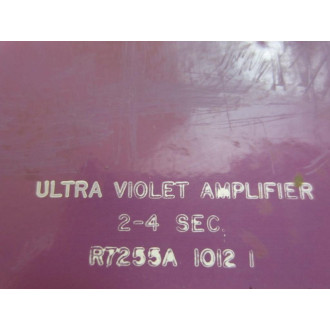 ULTRA VIOLET AMPLIFIER
2-4 SEC.
R7255A 1012 1